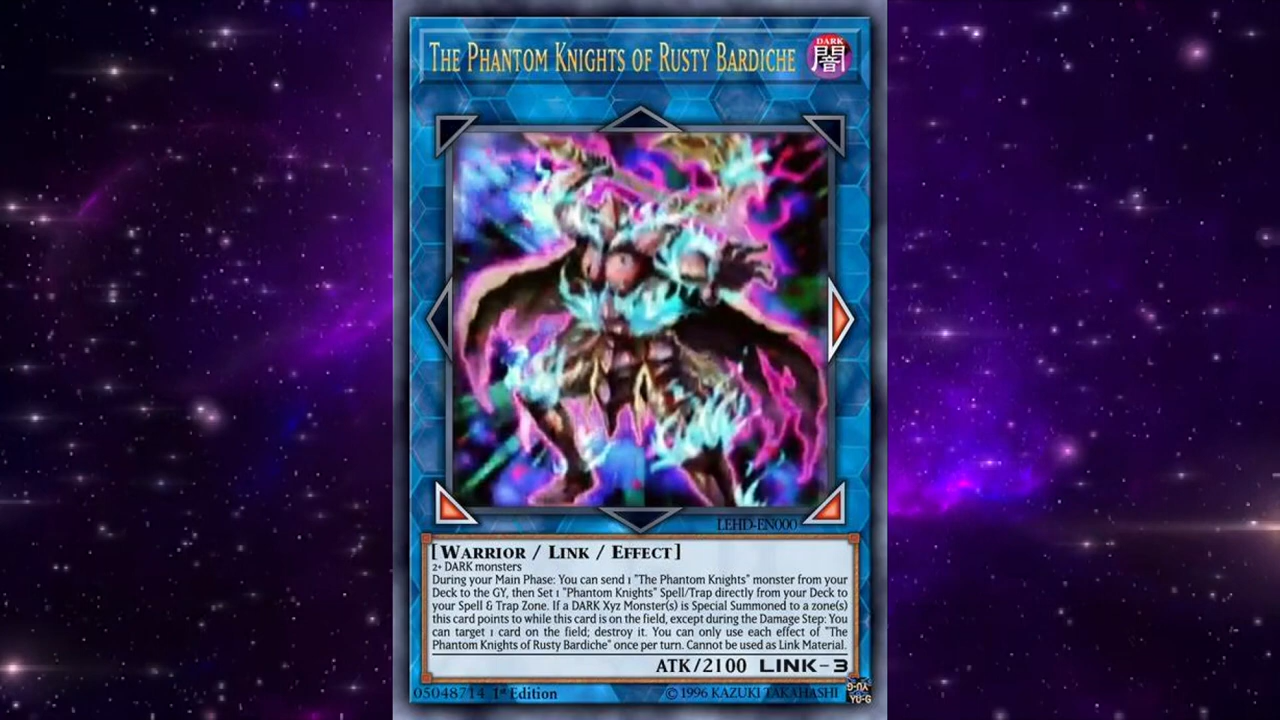 THE PHANTOM KNIGHTS OF RUSTY BARDICHE
DARK
闇
LEHD-EN000
[WARRIOR / LINK / EFFECT]
2+ DARK monsters
During your Main Phase: You can send 1 "The Phantom Knights" monster from your
Deck to the GY, then Set 1 "Phantom Knights" Spell/Trap directly from your Deck to
your Spell & Trap Zone. If a DARK Xyz Monster(s) is Special Summoned to a zone(s)
this card points to while this card is on the field, except during the Damage Step: You
can target 1 card on the field; destroy it. You can only use each effect of "The
Phantom Knights of Rusty Bardiche" once per turn. Cannot be used as Link Material.
ATK/2100 LINK-3
05048714 1st Edition ©1996 KAZUKI TAKAHASHI
YU-G